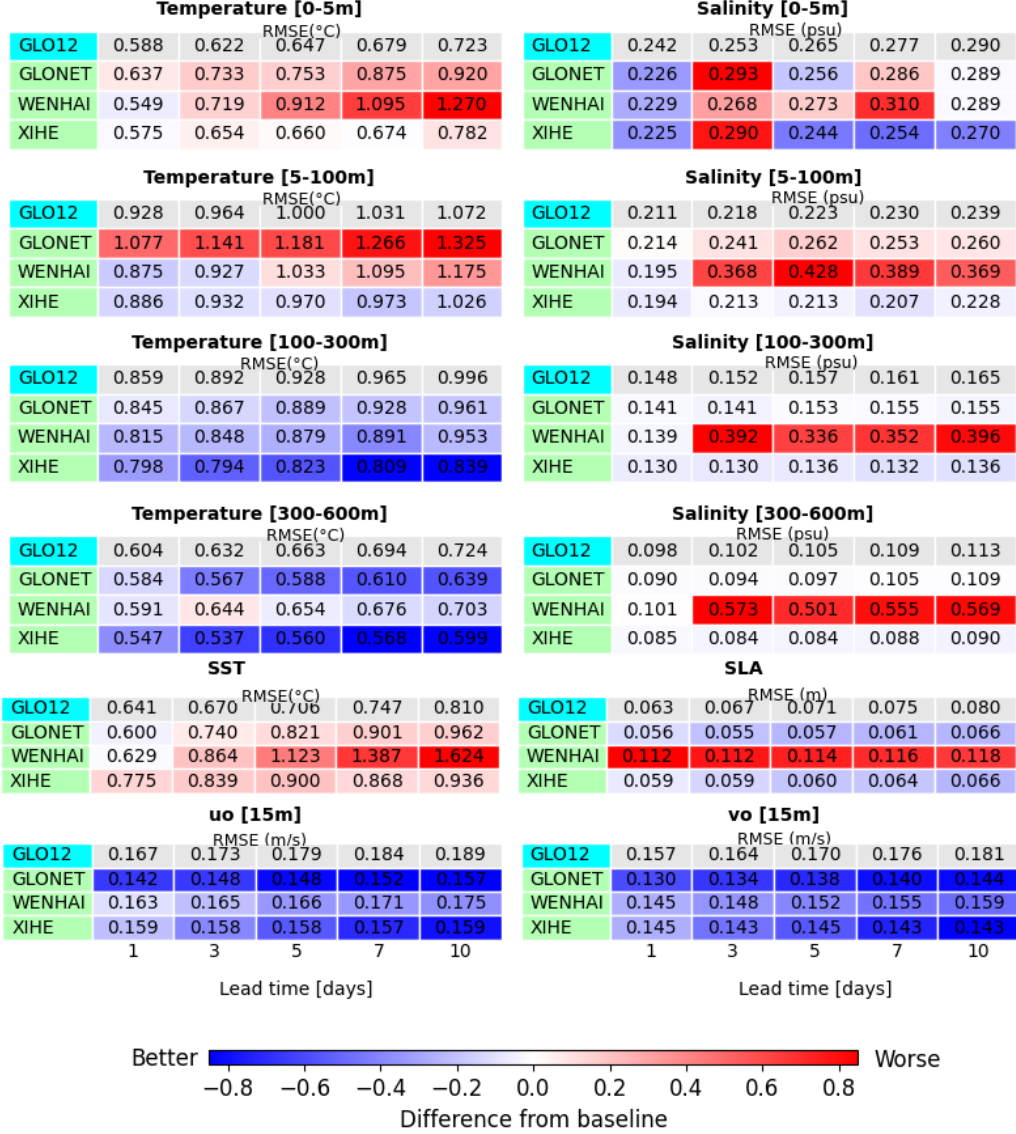 Temperature [0-5m]
RMSE(°C)
GLO12 0.588 0.622 0.647 0.679 0.723
GLONET 0.637 0.733 0.753 0.875 0.920
WENHAI 0.549 0.719 0.912 1.095 1.270
XIHE 0.575 0.654 0.660 0.674 0.782
Salinity [0-5m]
RMSE (psu)
GLO12 0.242 0.253 0.265 0.277 0.290
GLONET 0.226 0.293 0.256 0.286 0.289
WENHAI 0.229 0.268 0.273 0.310 0.289
XIHE 0.225 0.290 0.244 0.254 0.270
Temperature [5-100m]
RMSE(°C)
GLO12 0.928 0.964 1.000 1.031 1.072
GLONET 1.077 1.141 1.181 1.266 1.325
WENHAI 0.875 0.927 1.033 1.095 1.175
XIHE 0.886 0.932 0.970 0.973 1.026
Salinity [5-100m]
RMSE (psu)
GLO12 0.211 0.218 0.223 0.230 0.239
GLONET 0.214 0.241 0.262 0.253 0.260
WENHAI 0.195 0.368 0.428 0.389 0.369
XIHE 0.194 0.213 0.213 0.207 0.228
Temperature [100-300m]
RMSE(°C)
GLO12 0.859 0.892 0.928 0.965 0.996
GLONET 0.845 0.867 0.889 0.928 0.961
WENHAI 0.815 0.848 0.879 0.891 0.953
XIHE 0.798 0.794 0.823 0.809 0.839
Salinity [100-300m]
RMSE (psu)
GLO12 0.148 0.152 0.157 0.161 0.165
GLONET 0.141 0.141 0.153 0.155 0.155
WENHAI 0.139 0.392 0.336 0.352 0.396
XIHE 0.130 0.130 0.136 0.132 0.136
Temperature [300-600m]
RMSE(°C)
GLO12 0.604 0.632 0.663 0.694 0.724
GLONET 0.584 0.567 0.588 0.610 0.639
WENHAI 0.591 0.644 0.654 0.676 0.703
XIHE 0.547 0.537 0.560 0.568 0.599
Salinity [300-600m]
RMSE (psu)
GLO12 0.098 0.102 0.105 0.109 0.113
GLONET 0.090 0.094 0.097 0.105 0.109
WENHAI 0.101 0.573 0.501 0.555 0.569
XIHE 0.085 0.084 0.084 0.088 0.090
SST
RMSE(°C)
GLO12 0.641 0.670 0.706 0.747 0.810
GLONET 0.600 0.740 0.821 0.901 0.962
WENHAI 0.629 0.864 1.123 1.387 1.624
XIHE 0.775 0.839 0.900 0.868 0.936
SLA
RMSE (m)
GLO12 0.063 0.067 0.071 0.075 0.080
GLONET 0.056 0.055 0.057 0.061 0.066
WENHAI 0.112 0.112 0.114 0.116 0.118
XIHE 0.059 0.059 0.060 0.064 0.066
uo [15m]
RMSE (m/s)
GLO12 0.167 0.173 0.179 0.184 0.189
GLONET 0.142 0.148 0.148 0.152 0.157
WENHAI 0.163 0.165 0.166 0.171 0.175
XIHE 0.159 0.158 0.158 0.157 0.159
1 3 5 7 10
Lead time [days]
vo [15m]
RMSE (m/s)
GLO12 0.157 0.164 0.170 0.176 0.181
GLONET 0.130 0.134 0.138 0.140 0.144
WENHAI 0.145 0.148 0.152 0.155 0.159
XIHE 0.145 0.143 0.145 0.143 0.143
1 3 5 7 10
Lead time [days]
Better Worse
−0.8 −0.6 −0.4 −0.2 0.0 0.2 0.4 0.6 0.8
Difference from baseline